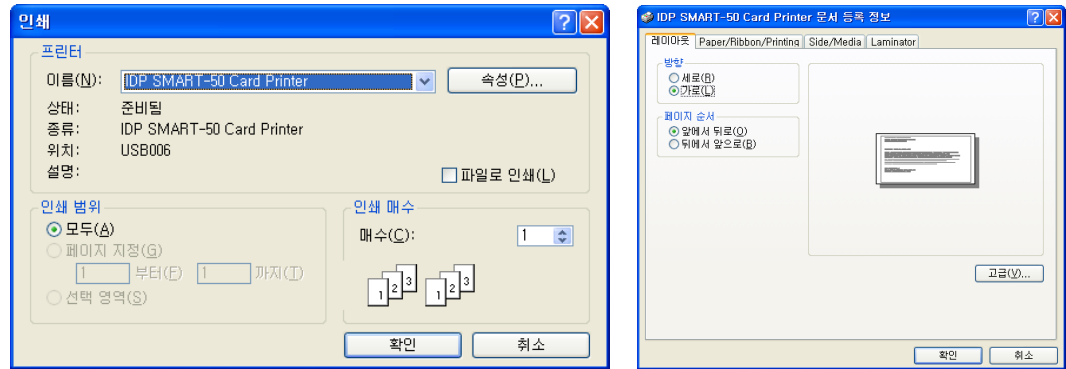 인쇄
프린터
이름(N): IDP SMART-50 Card Printer 속성(P)...
상태: 준비됨
종류: IDP SMART-50 Card Printer
위치: USB006
설명:
파일로 인쇄(L)
인쇄 범위
모두(A)
페이지 지정(G)
1 부터(F) 1 까지(T)
선택 영역(S)
인쇄 매수
매수(C): 1
1 2 3 1 2 3
확인 취소
IDP SMART-50 Card Printer 문서 등록 정보
레이아웃 Paper/Ribbon/Printing Side/Media Laminator
방향
세로(R)
가로(L)
페이지 순서
앞에서 뒤로(O)
뒤에서 앞으로(B)
고급(V)...
확인 취소